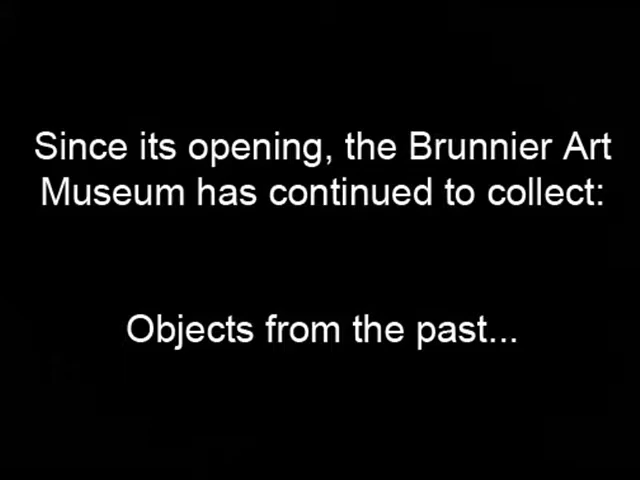 Since its opening, the Brunnier Art
Museum has continued to collect:
Objects from the past...